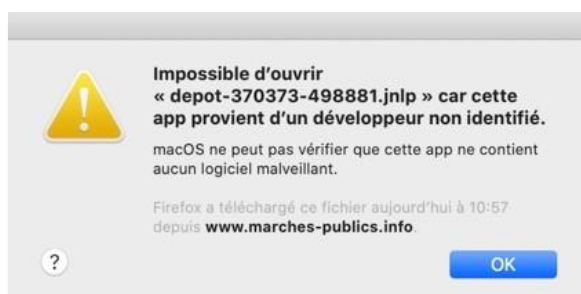 Impossible d'ouvrir
« depot-370373-498881.jnlp » car cette
app provient d'un développeur non identifié.
macOS ne peut pas vérifier que cette app ne contient
aucun logiciel malveillant.
Firefox a téléchargé ce fichier aujourd'hui à 10:57
depuis www.marches-publics.info.
?
OK